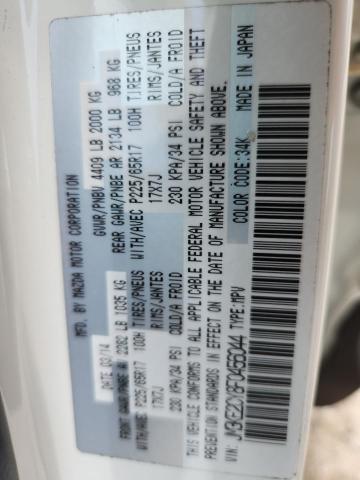 MFD. BY MAZDA MOTOR CORPORATION
DATE 03/14 GVWR/PNBV 4409 LB 2000 KG
FRONT GAWR/PNBE AV 2282 LB 1035 KG REAR GAWR/PNBE AR 2134 LB 968 KG
WITH/AVEC P225/65R17 100H TIRES/PNEUS WITH/AVEC P225/65R17 100H TIRES/PNEUS
17X7J RIMS/JANTES 17X7J RIMS/JANTES
230 KPA/34 PSI COLD/A FROID 230 KPA/34 PSI COLD/A FROID
THIS VEHICLE CONFORMS TO ALL APPLICABLE FEDERAL MOTOR VEHICLE SAFETY AND THEFT
PREVENTION STANDARDS IN EFFECT ON THE DATE OF MANUFACTURE SHOWN ABOVE.
TYPE:MPV COLOR CODE:34K MADE IN JAPAN